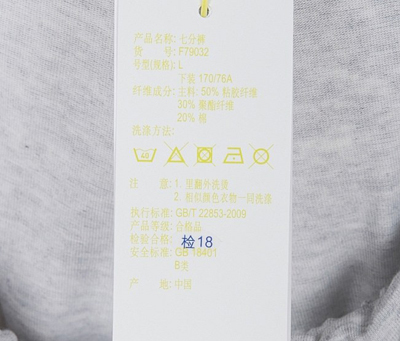 产品名称: 七分裤
货 号: F79032
号型(规格): L
下装 170/76A
纤维成分: 主料: 50% 粘胶纤维
30% 聚酯纤维
20% 棉
洗涤方法:
40
注 意: 1. 里翻外洗烫
2. 相似颜色衣物一同洗涤
执行标准: GB/T 22853-2009
产品等级: 合格品
检验合格: 检18
安全标准: GB 18401
B类
产 地: 中国